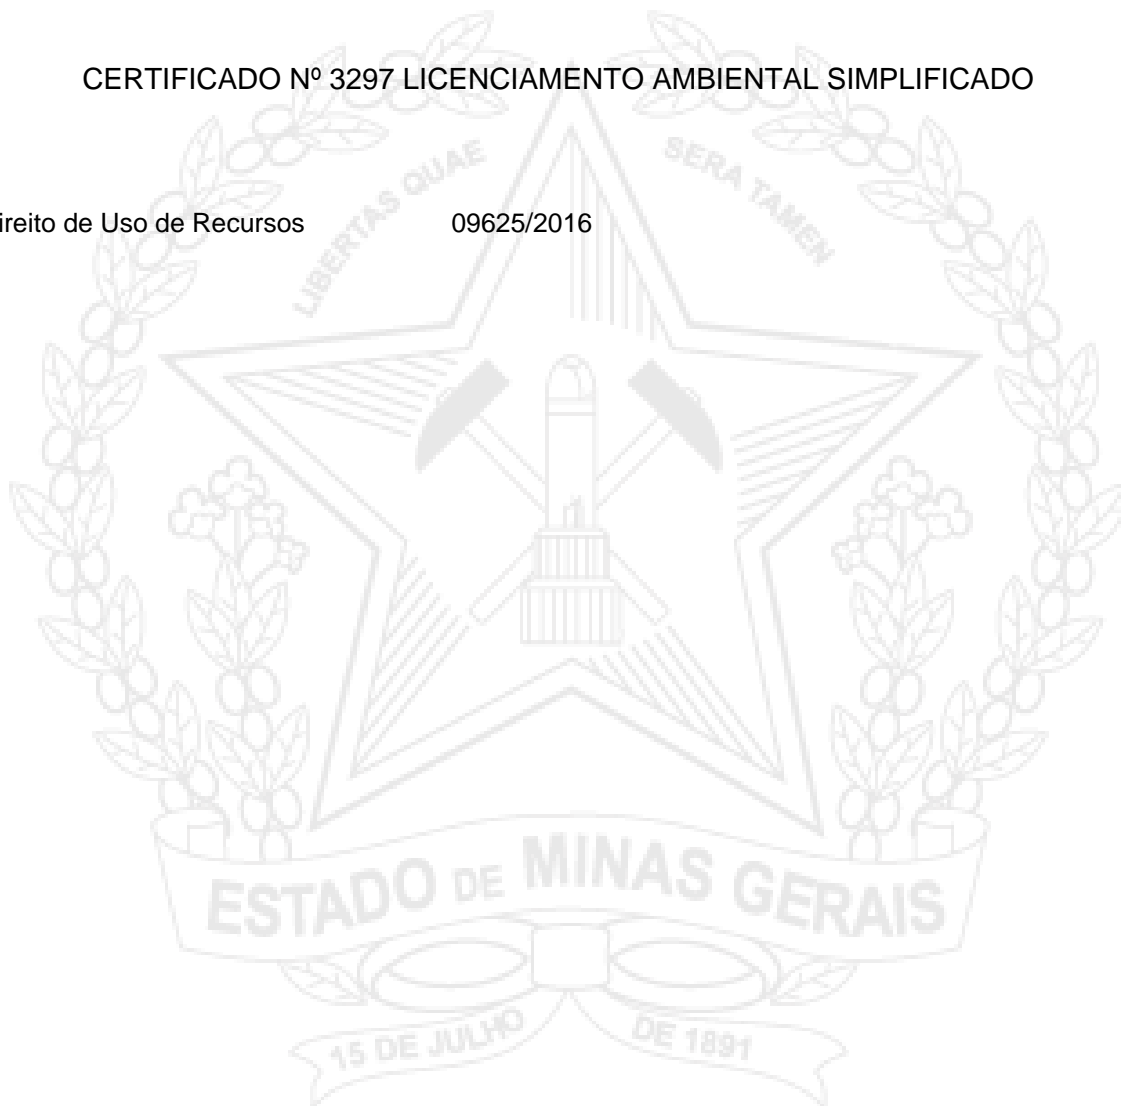 CERTIFICADO Nº 3297 LICENCIAMENTO AMBIENTAL SIMPLIFICADO
LIBERTAS QUAE SERA TAMEN
ireito de Uso de Recursos 09625/2016
ESTADO DE MINAS GERAIS
15 DE JULHO DE 1891